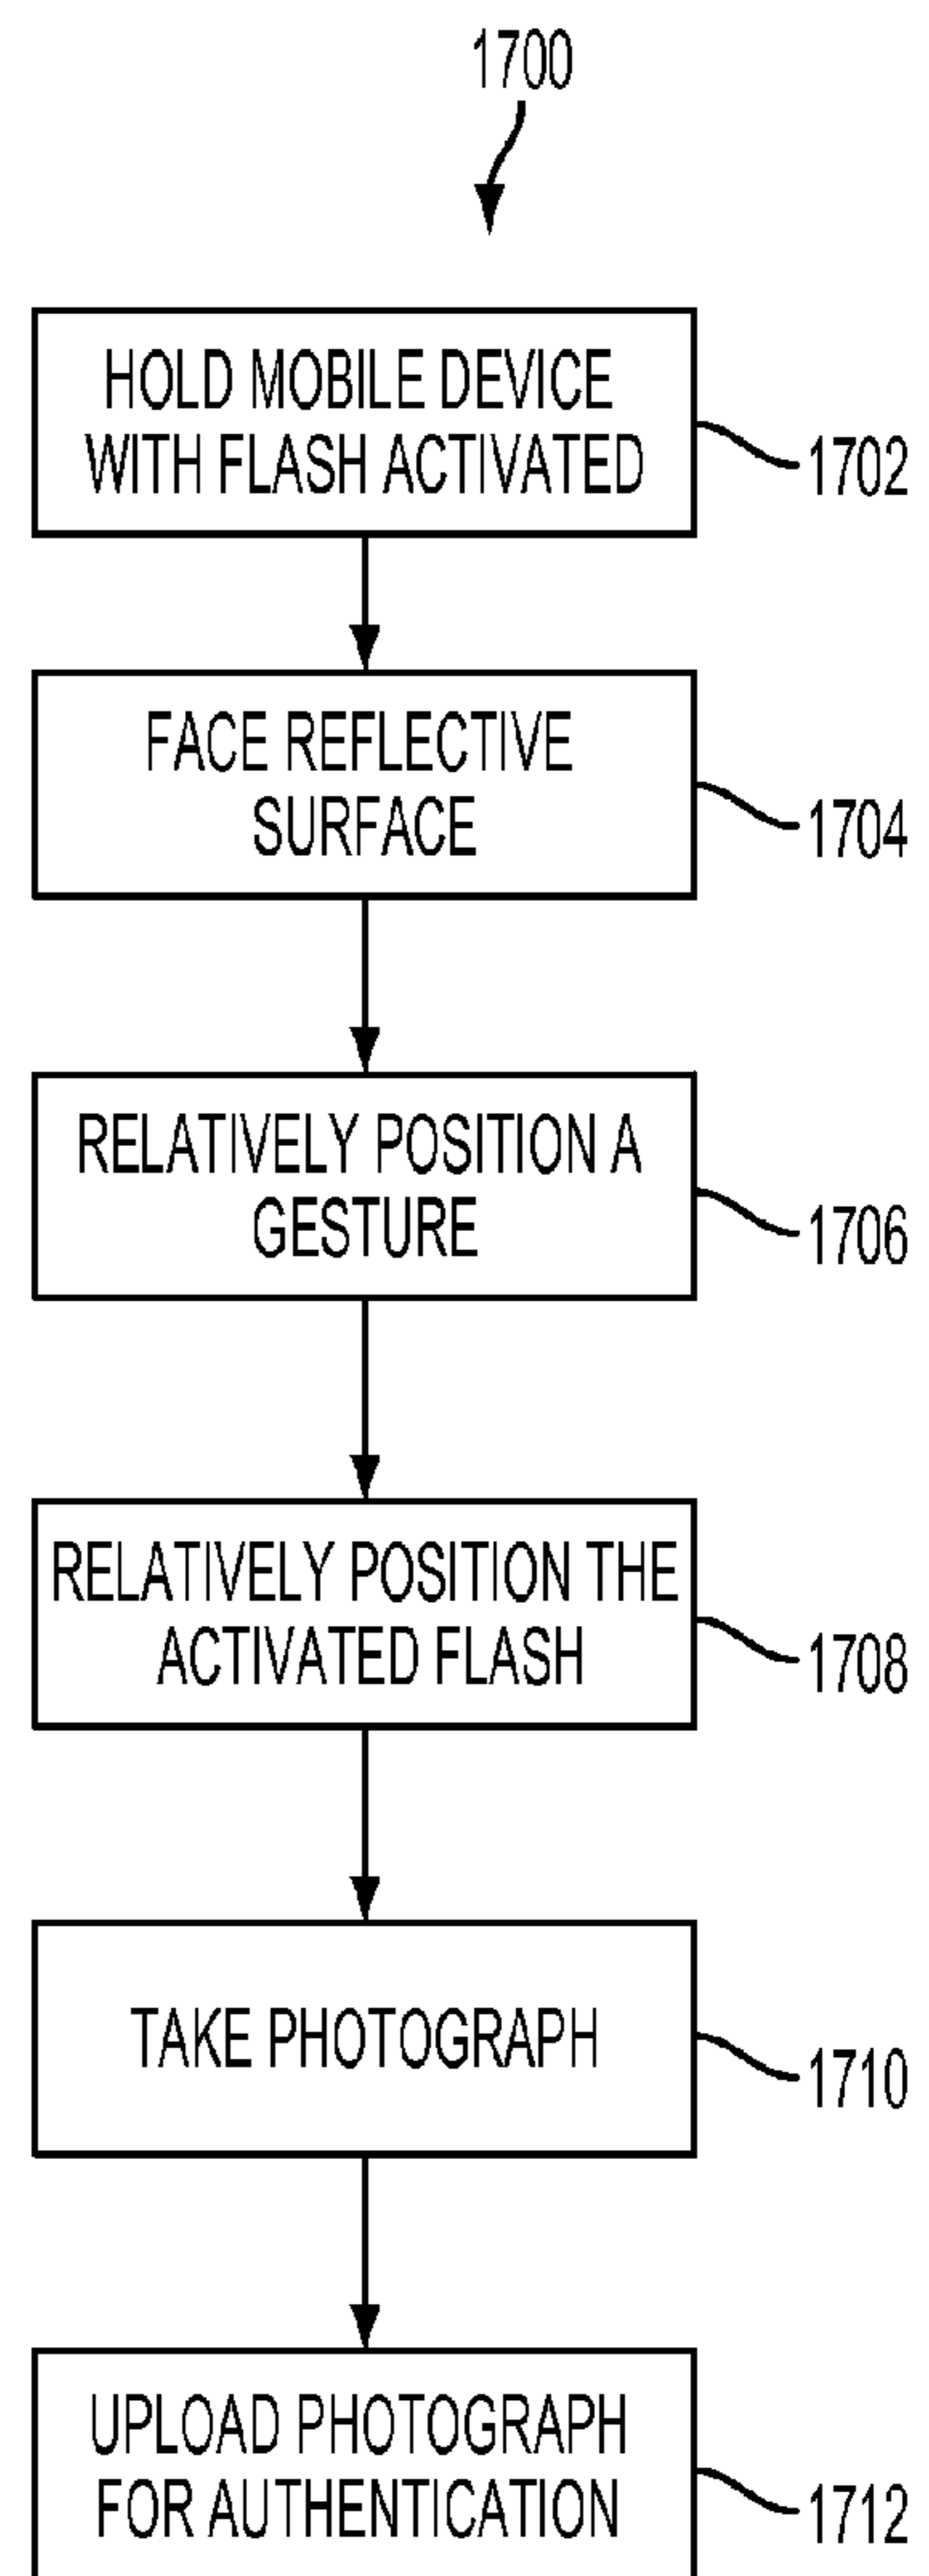 1700
HOLD MOBILE DEVICE
WITH FLASH ACTIVATED
1702
FACE REFLECTIVE
SURFACE
1704
RELATIVELY POSITION A
GESTURE
1706
RELATIVELY POSITION THE
ACTIVATED FLASH
1708
TAKE PHOTOGRAPH
1710
UPLOAD PHOTOGRAPH
FOR AUTHENTICATION
1712